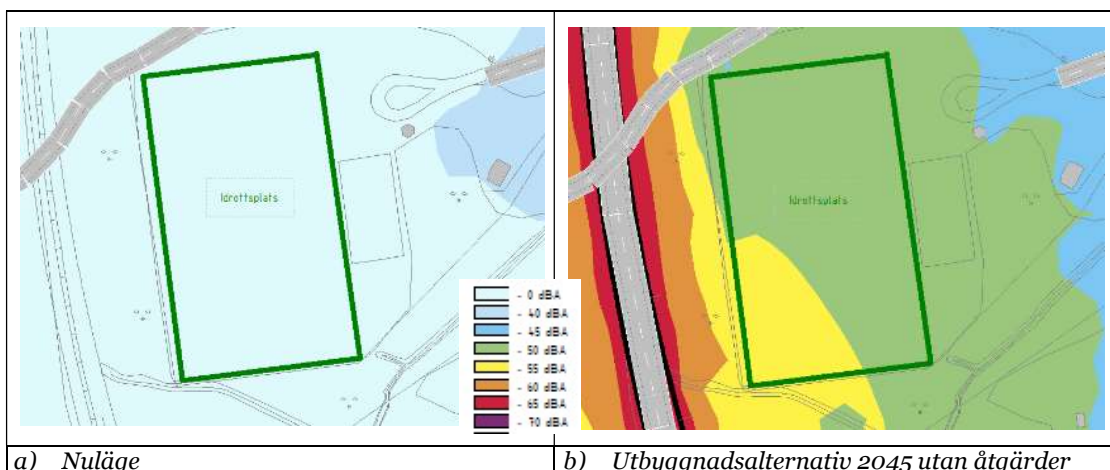 Idrottsplats
Idrottsplats
- 0 dBA
- 40 dBA
- 45 dBA
- 50 dBA
- 55 dBA
- 60 dBA
- 65 dBA
- 70 dBA
a) Nuläge
b) Utbyggnadsalternativ 2045 utan åtgärder